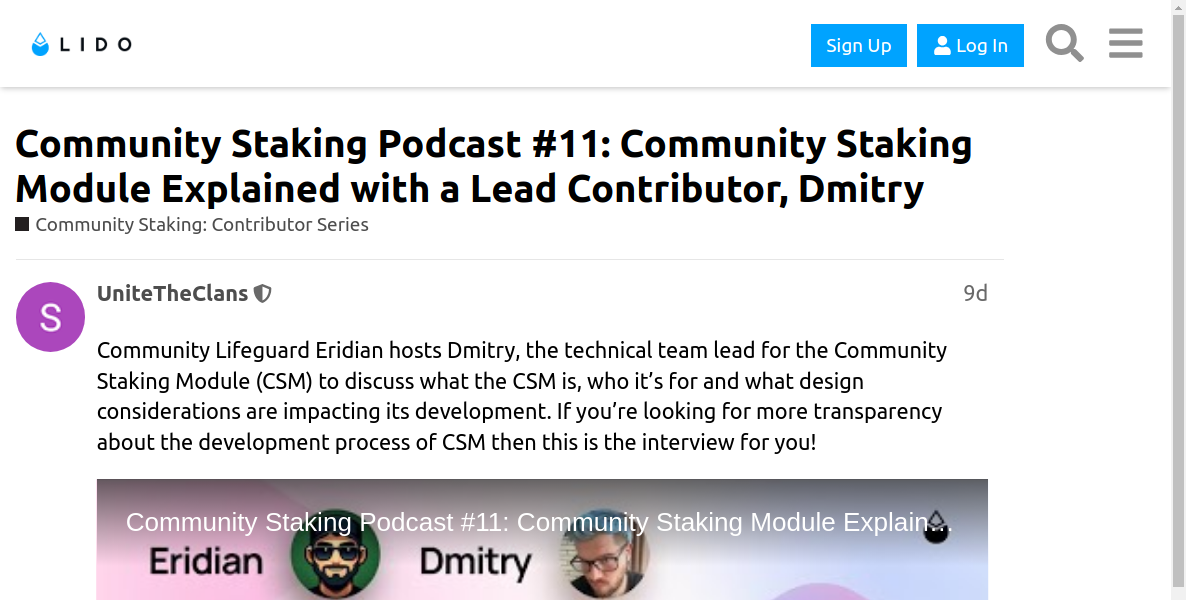 LIDO
Sign Up
Log In
Community Staking Podcast #11: Community Staking
Module Explained with a Lead Contributor, Dmitry
Community Staking: Contributor Series
S
UniteTheClans
9d
Community Lifeguard Eridian hosts Dmitry, the technical team lead for the Community
Staking Module (CSM) to discuss what the CSM is, who it’s for and what design
considerations are impacting its development. If you’re looking for more transparency
about the development process of CSM then this is the interview for you!
Community Staking Podcast #11: Community Staking Module Explain…
Eridian
Dmitry